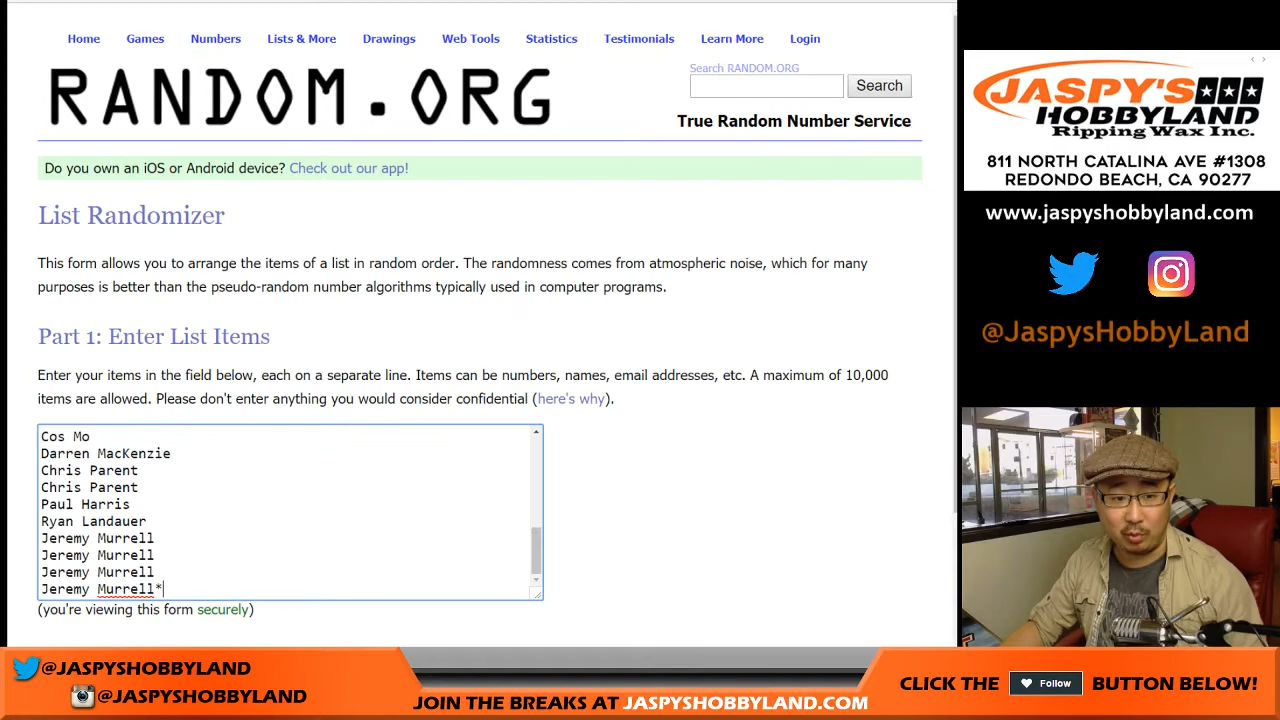 Home Games Numbers Lists & More Drawings Web Tools Statistics Testimonials Learn More Login
RANDOM.ORG
Search RANDOM.ORG
Search
True Random Number Service
Do you own an iOS or Android device? Check out our app!
List Randomizer
This form allows you to arrange the items of a list in random order. The randomness comes from atmospheric noise, which for many
purposes is better than the pseudo-random number algorithms typically used in computer programs.
Part 1: Enter List Items
Enter your items in the field below, each on a separate line. Items can be numbers, names, email addresses, etc. A maximum of 10,000
items are allowed. Please don't enter anything you would consider confidential (here's why).
Cos Mo
Darren MacKenzie
Chris Parent
Chris Parent
Paul Harris
Ryan Landauer
Jeremy Murrell
Jeremy Murrell
Jeremy Murrell
Jeremy Murrell*
(you're viewing this form securely)
JASPY'S
HOBBYLAND
Ripping Wax Inc.
811 NORTH CATALINA AVE #1308
REDONDO BEACH, CA 90277
www.jaspyshobbyland.com
@JaspysHobbyLand
@JASPYSHOBBYLAND
@JASPYSHOBBYLAND
JOIN THE BREAKS AT JASPYSHOBBYLAND.COM
CLICK THE Follow BUTTON BELOW!